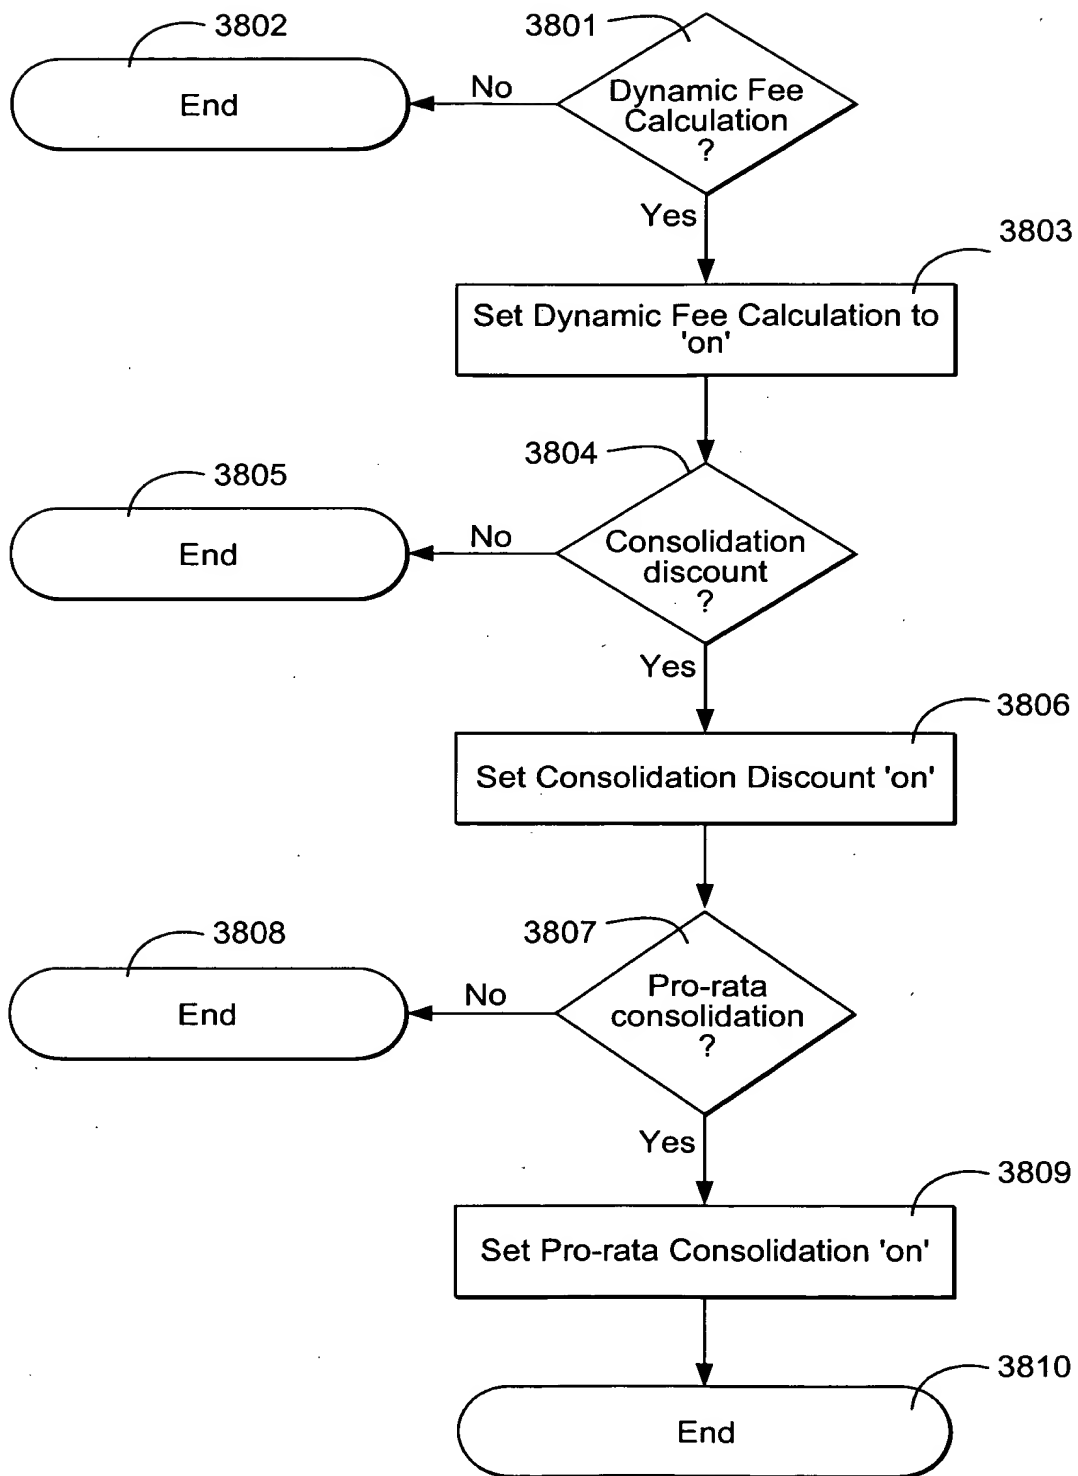 3802
3801
End
No
Dynamic Fee
Calculation
?
Yes
3803
Set Dynamic Fee Calculation to
'on'
3805
3804
End
No
Consolidation
discount
?
Yes
3806
Set Consolidation Discount 'on'
3808
3807
End
No
Pro-rata
consolidation
?
Yes
3809
Set Pro-rata Consolidation 'on'
3810
End